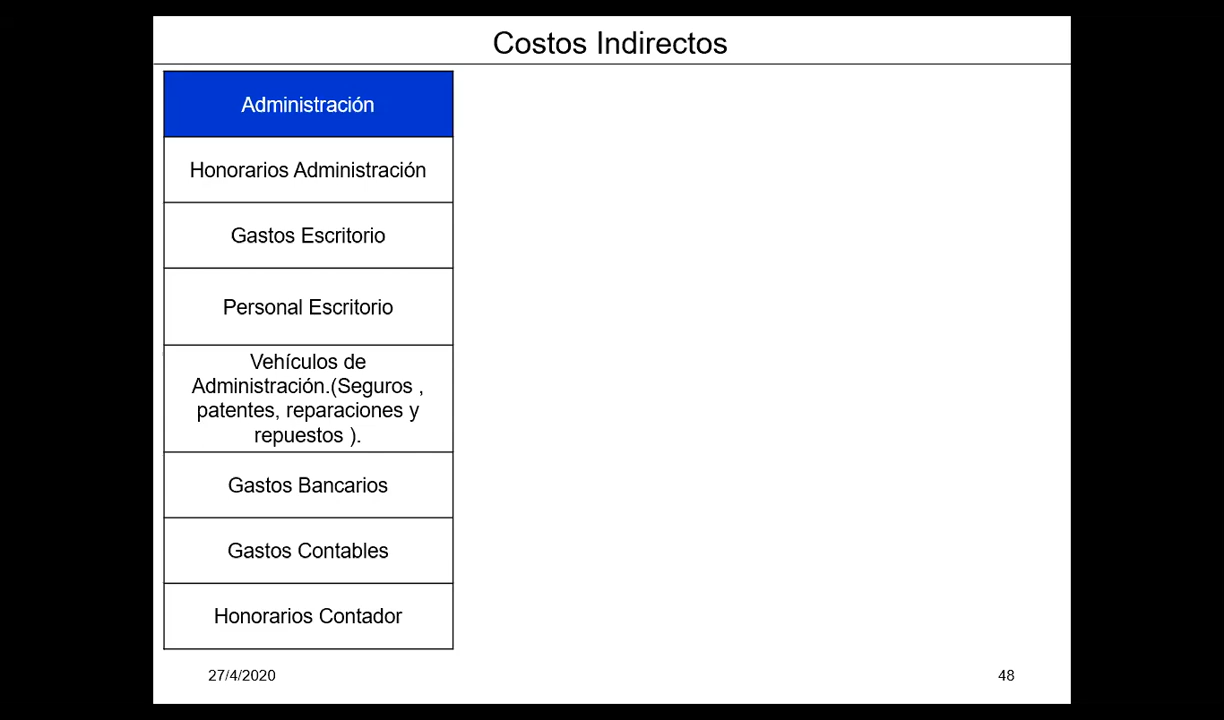 Costos Indirectos
Administración
Honorarios Administración
Gastos Escritorio
Personal Escritorio
Vehículos de
Administración.(Seguros ,
patentes, reparaciones y
repuestos ).
Gastos Bancarios
Gastos Contables
Honorarios Contador
27/4/2020
48